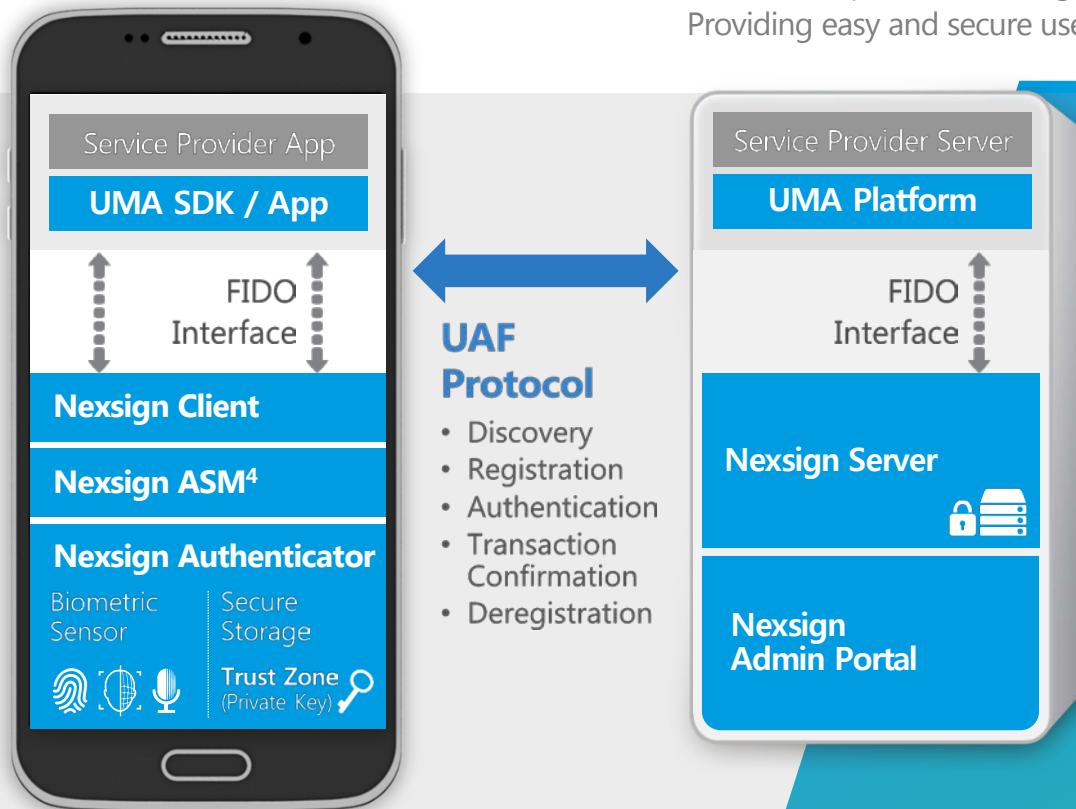 Providing easy and secure use
Service Provider App
UMA SDK / App
FIDO
Interface
Nexsign Client
Nexsign ASM⁴
Nexsign Authenticator
Biometric
Sensor
Secure
Storage
Trust Zone
(Private Key)
UAF
Protocol
• Discovery
• Registration
• Authentication
• Transaction
Confirmation
• Deregistration
Service Provider Server
UMA Platform
FIDO
Interface
Nexsign Server
Nexsign
Admin Portal